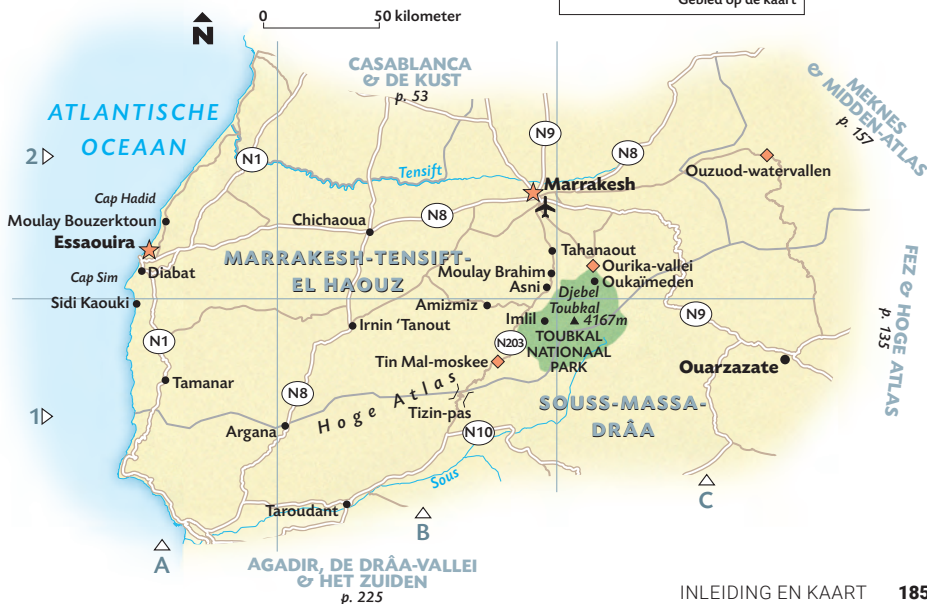 Gebied op de kaart
0 50 kilometer
N
CASABLANCA
& DE KUST
p. 53
MEKNES
& MIDDEN-ATLAS
p. 157
ATLANTISCHE
OCEAAN
2
N1
Tensift
N9
N8
Ouzoud-watervallen
Marrakesh
Cap Hadid
Moulay Bouzerktoun
Chichaoua
N8
Essaouira
Diabat
Cap Sim
Sidi Kaouki
MARRAKESH-TENSIFT-
EL HAOUZ
Tahanaout
Ourika-vallei
Moulay Brahim
Oukaïmeden
Asni
Djebel
Toubkal
4167m
Amizmiz
Imlil
TOUBKAL
NATIONAAL
PARK
FEZ & HOGE ATLAS
p. 135
N9
Irnin ‘Tanout
N1
N203
Tin Mal-moskee
Ouarzazate
Tamanar
N8
Hoge Atlas
Tizin-pas
SOUSS-MASSA-
DRÂA
1
Argana
N10
Sous
Taroudant
A
B
C
AGADIR, DE DRÂA-VALLEI
& HET ZUIDEN
p. 225
INLEIDING EN KAART 185